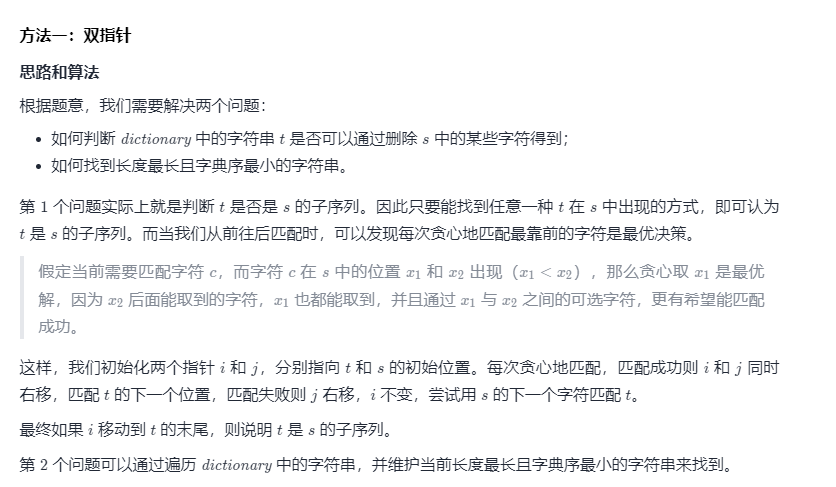 方法一：双指针
思路和算法
根据题意，我们需要解决两个问题：
• 如何判断 dictionary 中的字符串 t 是否可以通过删除 s 中的某些字符得到；
• 如何找到长度最长且字典序最小的字符串。
第 1 个问题实际上就是判断 t 是否是 s 的子序列。因此只要能找到任意一种 t 在 s 中出现的方式，即可认为
t 是 s 的子序列。而当我们从前往后匹配时，可以发现每次贪心地匹配最靠前的字符是最优决策。
假定当前需要匹配字符 c，而字符 c 在 s 中的位置 x₁ 和 x₂ 出现（x₁ < x₂），那么贪心取 x₁ 是最优
解，因为 x₂ 后面能取到的字符，x₁ 也都能取到，并且通过 x₁ 与 x₂ 之间的可选字符，更有希望能匹配
成功。
这样，我们初始化两个指针 i 和 j，分别指向 t 和 s 的初始位置。每次贪心地匹配，匹配成功则 i 和 j 同时
右移，匹配 t 的下一个位置，匹配失败则 j 右移，i 不变，尝试用 s 的下一个字符匹配 t。
最终如果 i 移动到 t 的末尾，则说明 t 是 s 的子序列。
第 2 个问题可以通过遍历 dictionary 中的字符串，并维护当前长度最长且字典序最小的字符串来找到。